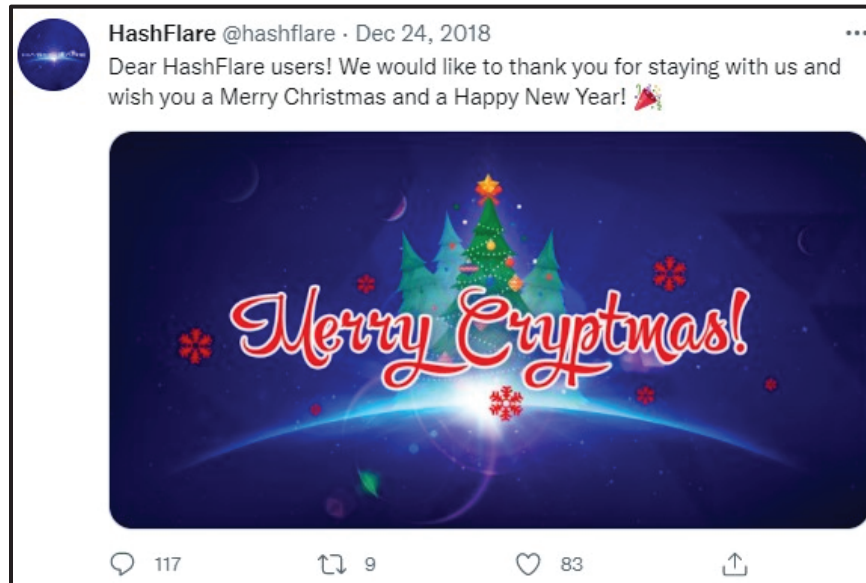 HashFlare @hashflare · Dec 24, 2018
Dear HashFlare users! We would like to thank you for staying with us and
wish you a Merry Christmas and a Happy New Year!
Merry Cryptmas!
117 9 83